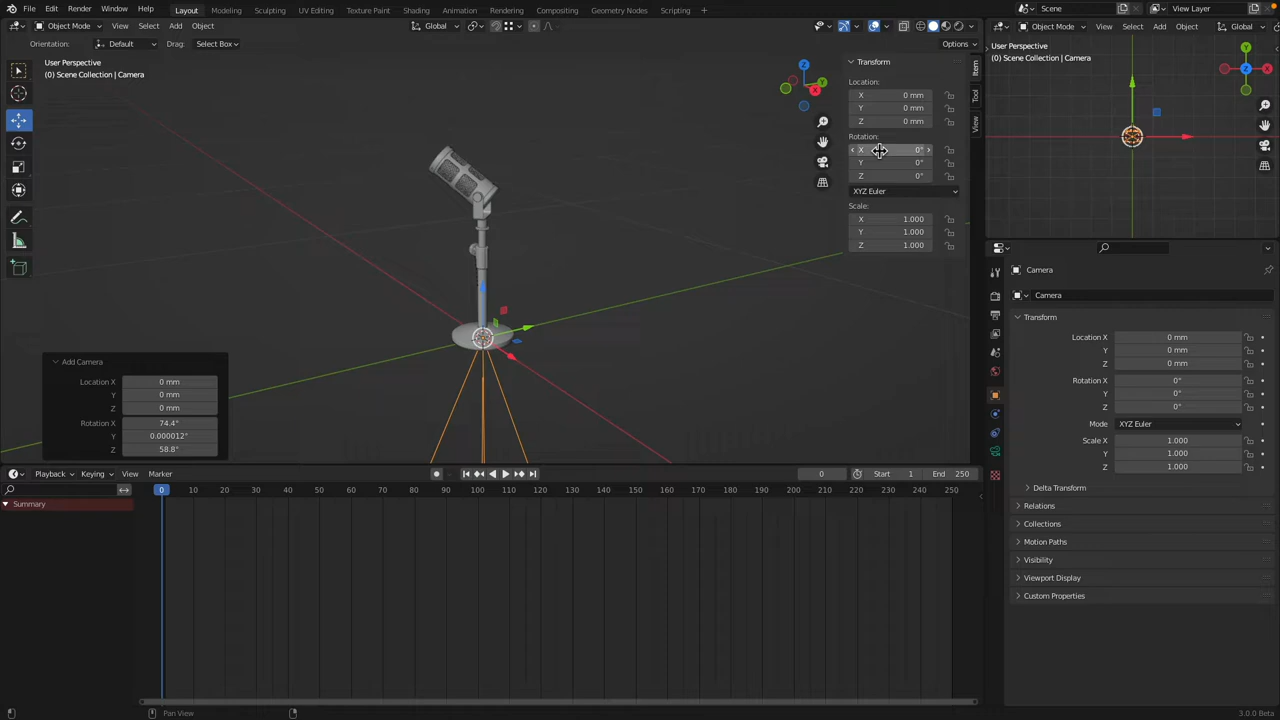 File Edit Render Window Help Layout Modeling Sculpting UV Editing Texture Paint Shading Animation Rendering Compositing Geometry Nodes Scripting + Scene View Layer
Object Mode View Select Add Object Global Object Mode View Select Add Object Global
Orientation: Default Drag: Select Box Options
User Perspective
(0) Scene Collection | Camera
Z
Y
X
Transform
Location:
X 0 mm
Y 0 mm
Z 0 mm
Rotation:
X 0°
Y 0°
Z 0°
XYZ Euler
Scale:
X 1.000
Y 1.000
Z 1.000
Item
Tool
View
User Perspective
(0) Scene Collection | Camera
Y
Z
X
Camera
Camera
Transform
Location X 0 mm
Y 0 mm
Z 0 mm
Rotation X 0°
Y 0°
Z 0°
Mode XYZ Euler
Scale X 1.000
Y 1.000
Z 1.000
Delta Transform
Relations
Collections
Motion Paths
Visibility
Viewport Display
Custom Properties
Add Camera
Location X 0 mm
Y 0 mm
Z 0 mm
Rotation X 74.4°
Y 0.000012°
Z 58.8°
Playback Keying View Marker 0 Start 1 End 250
0 10 20 30 40 50 60 70 80 90 100 110 120 130 140 150 160 170 180 190 200 210 220 230 240 250
Summary
Pan View
3.0.0 Beta